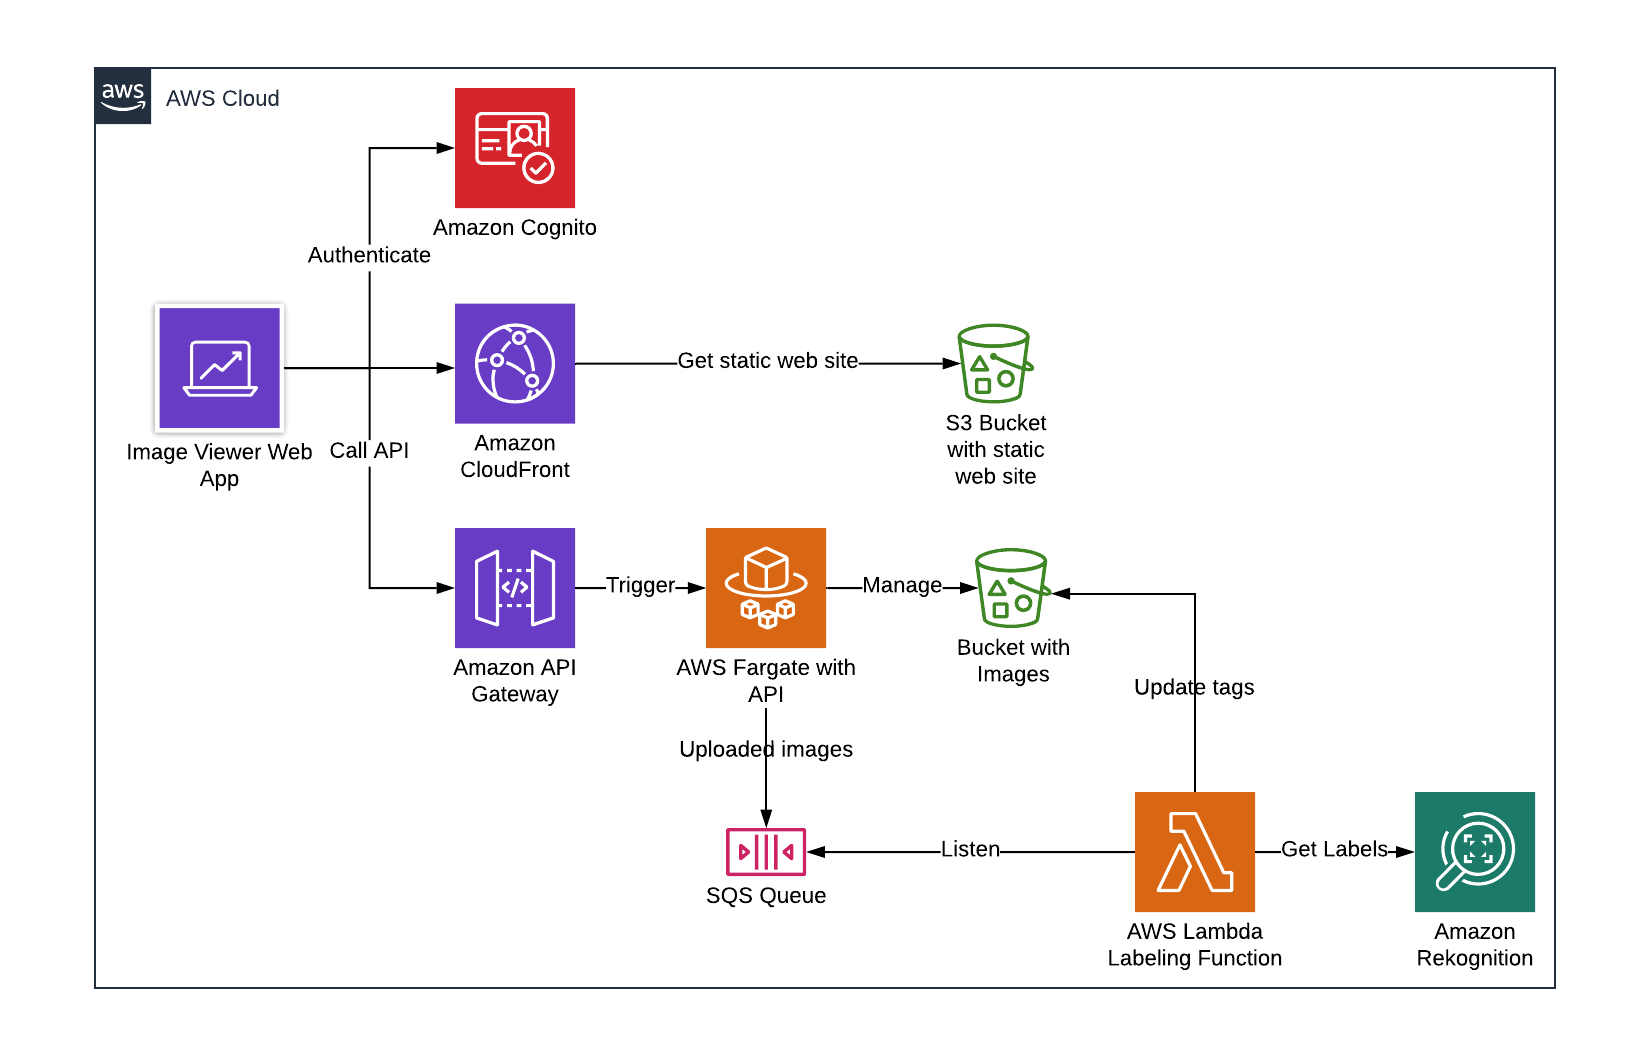 aws
AWS Cloud
Amazon Cognito
Authenticate
Image Viewer Web
App
Call API
Amazon
CloudFront
Get static web site
S3 Bucket
with static
web site
Amazon API
Gateway
Trigger
AWS Fargate with
API
Manage
Bucket with
Images
Update tags
Uploaded images
SQS Queue
Listen
AWS Lambda
Labeling Function
Get Labels
Amazon
Rekognition